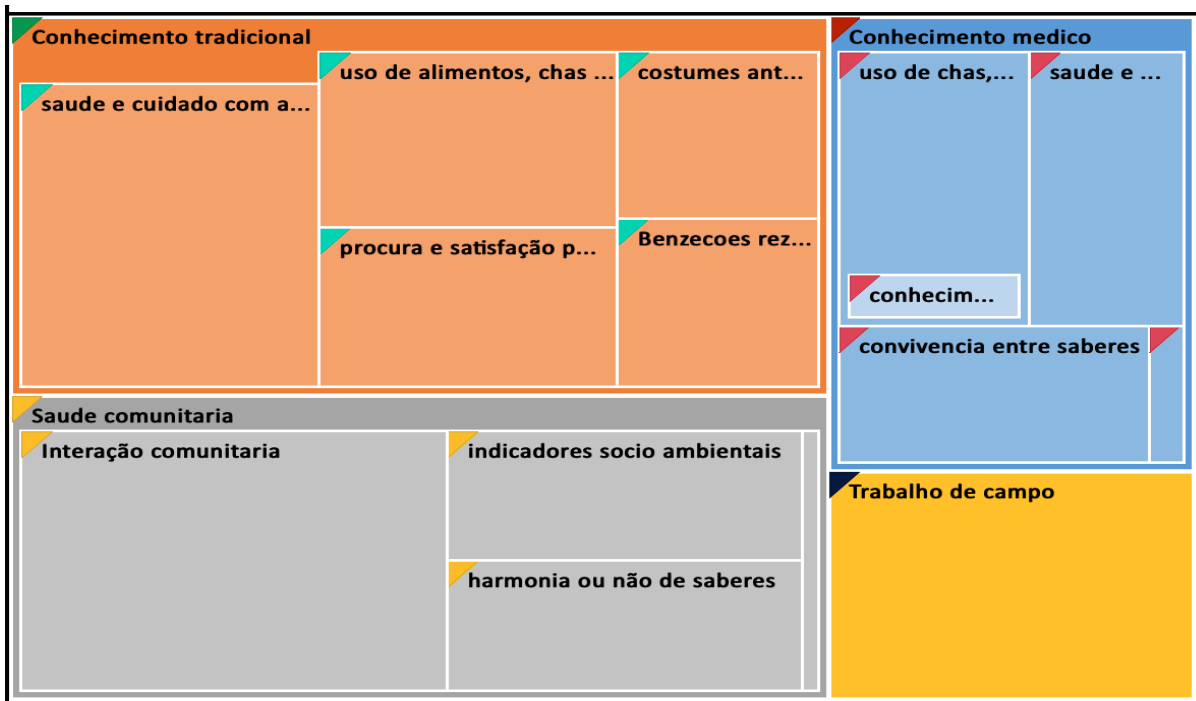 Conhecimento tradicional
saude e cuidado com a...
uso de alimentos, chas ...
costumes ant...
procura e satisfação p...
Benzecoes rez...
Conhecimento medico
uso de chas,...
saude e ...
conhecim...
convivencia entre saberes
Saude comunitaria
Interação comunitaria
indicadores socio ambientais
harmonia ou não de saberes
Trabalho de campo